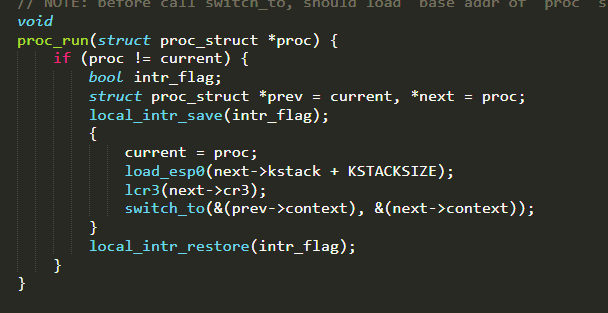 // NOTE: before call switch_to, should load  base addr of "proc"'s
void
proc_run(struct proc_struct *proc) {
    if (proc != current) {
        bool intr_flag;
        struct proc_struct *prev = current, *next = proc;
        local_intr_save(intr_flag);
        {
            current = proc;
            load_esp0(next->kstack + KSTACKSIZE);
            lcr3(next->cr3);
            switch_to(&(prev->context), &(next->context));
        }
        local_intr_restore(intr_flag);
    }
}